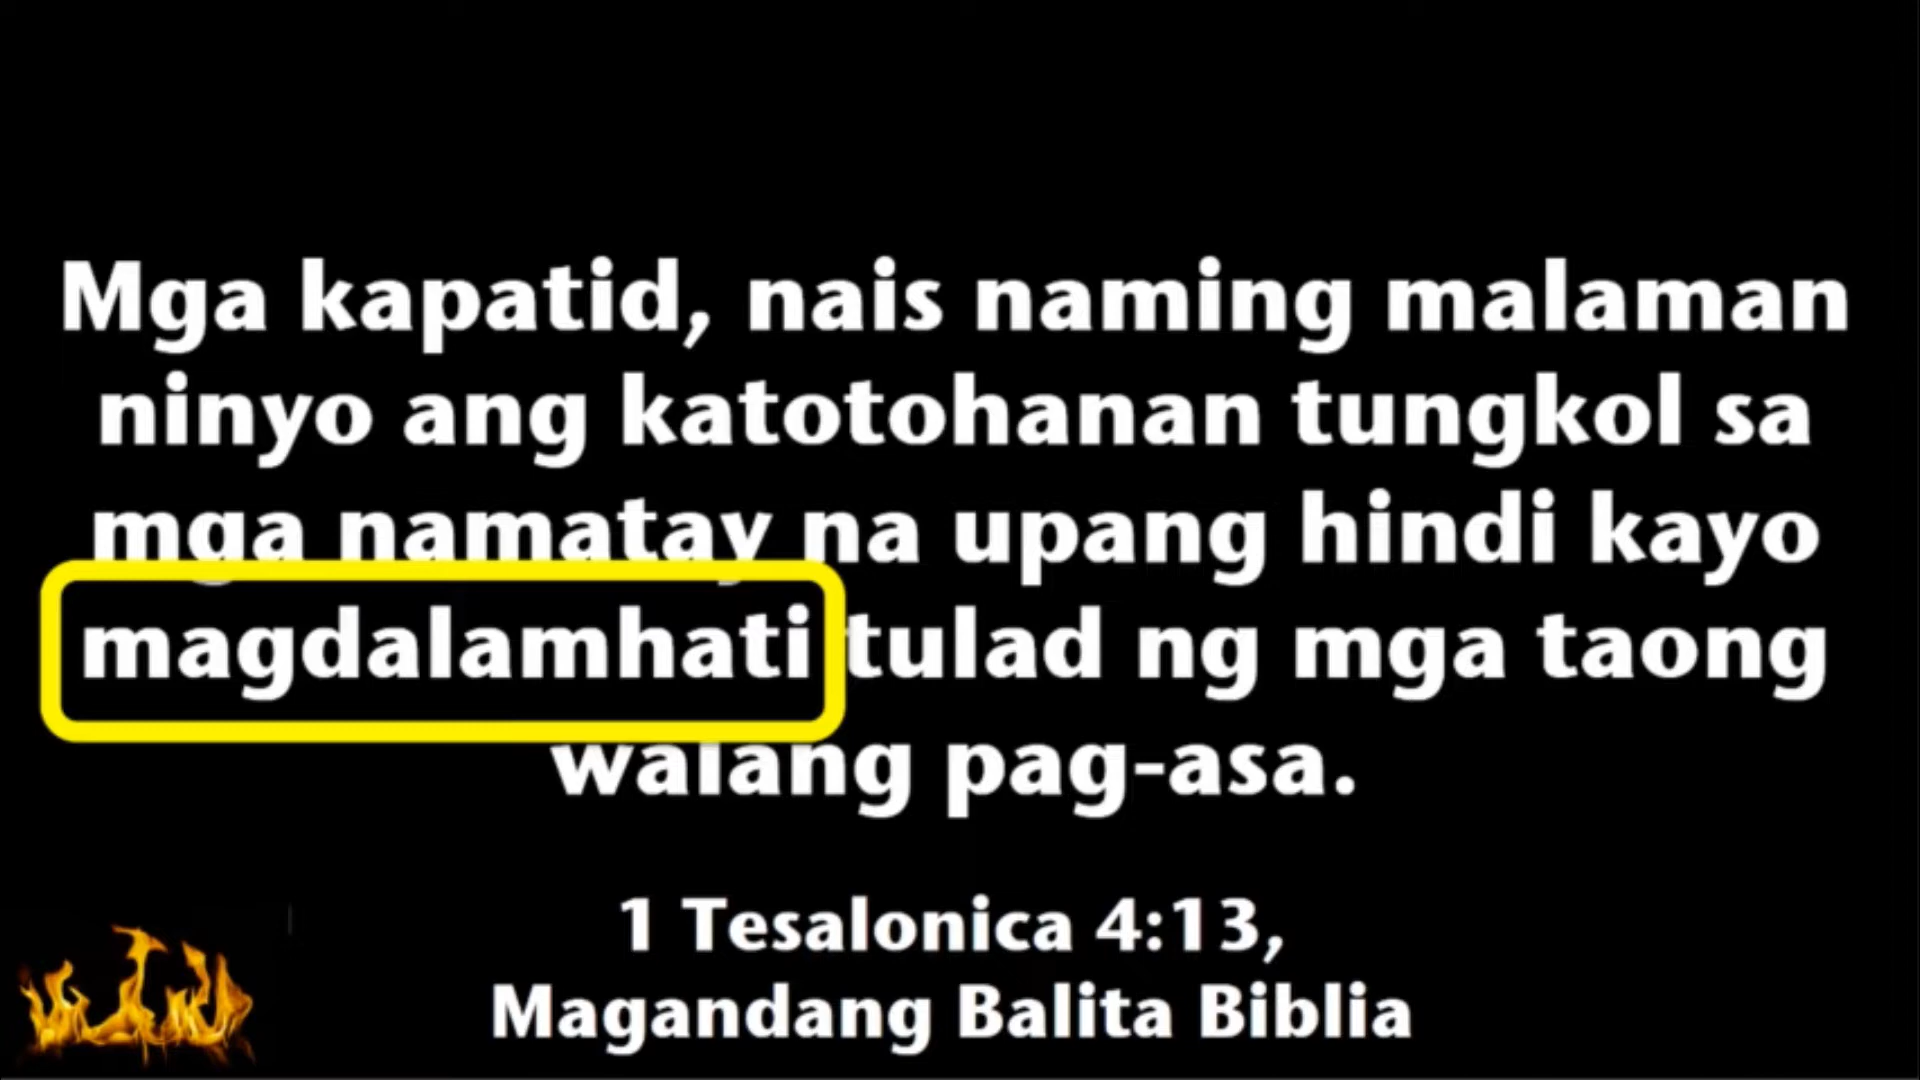 Mga kapatid, nais naming malaman
ninyo ang katotohanan tungkol sa
mga namatay na upang hindi kayo
magdalamhati tulad ng mga taong
walang pag-asa.
1 Tesalonica 4:13,
Magandang Balita Biblia